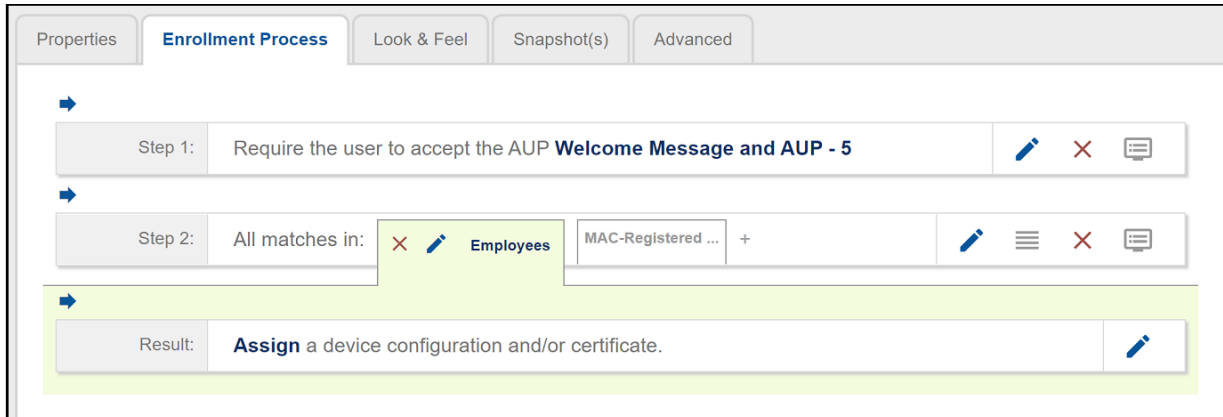 Properties
Enrollment Process
Look & Feel
Snapshot(s)
Advanced
Step 1:
Require the user to accept the AUP Welcome Message and AUP - 5
Step 2:
All matches in:
Employees
MAC-Registered ...
+
Result:
Assign a device configuration and/or certificate.